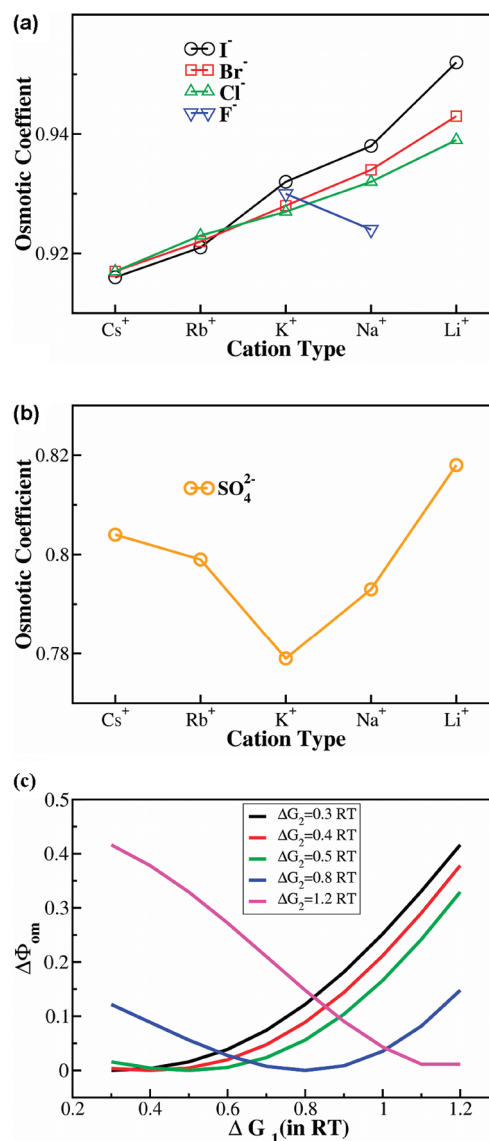 (a)
I⁻
Br⁻
Cl⁻
F⁻
Osmotic Coeffient
0.94
0.92
Cs⁺ Rb⁺ K⁺ Na⁺ Li⁺
Cation Type
(b)
SO₄²⁻
Osmotic Coefficient
0.82
0.8
0.78
Cs⁺ Rb⁺ K⁺ Na⁺ Li⁺
Cation Type
(c)
ΔG₂=0.3 RT
ΔG₂=0.4 RT
ΔG₂=0.5 RT
ΔG₂=0.8 RT
ΔG₂=1.2 RT
ΔΦₒₘ
0.5
0.4
0.3
0.2
0.1
0
0.2 0.4 0.6 0.8 1 1.2
Δ G ₁(in RT)